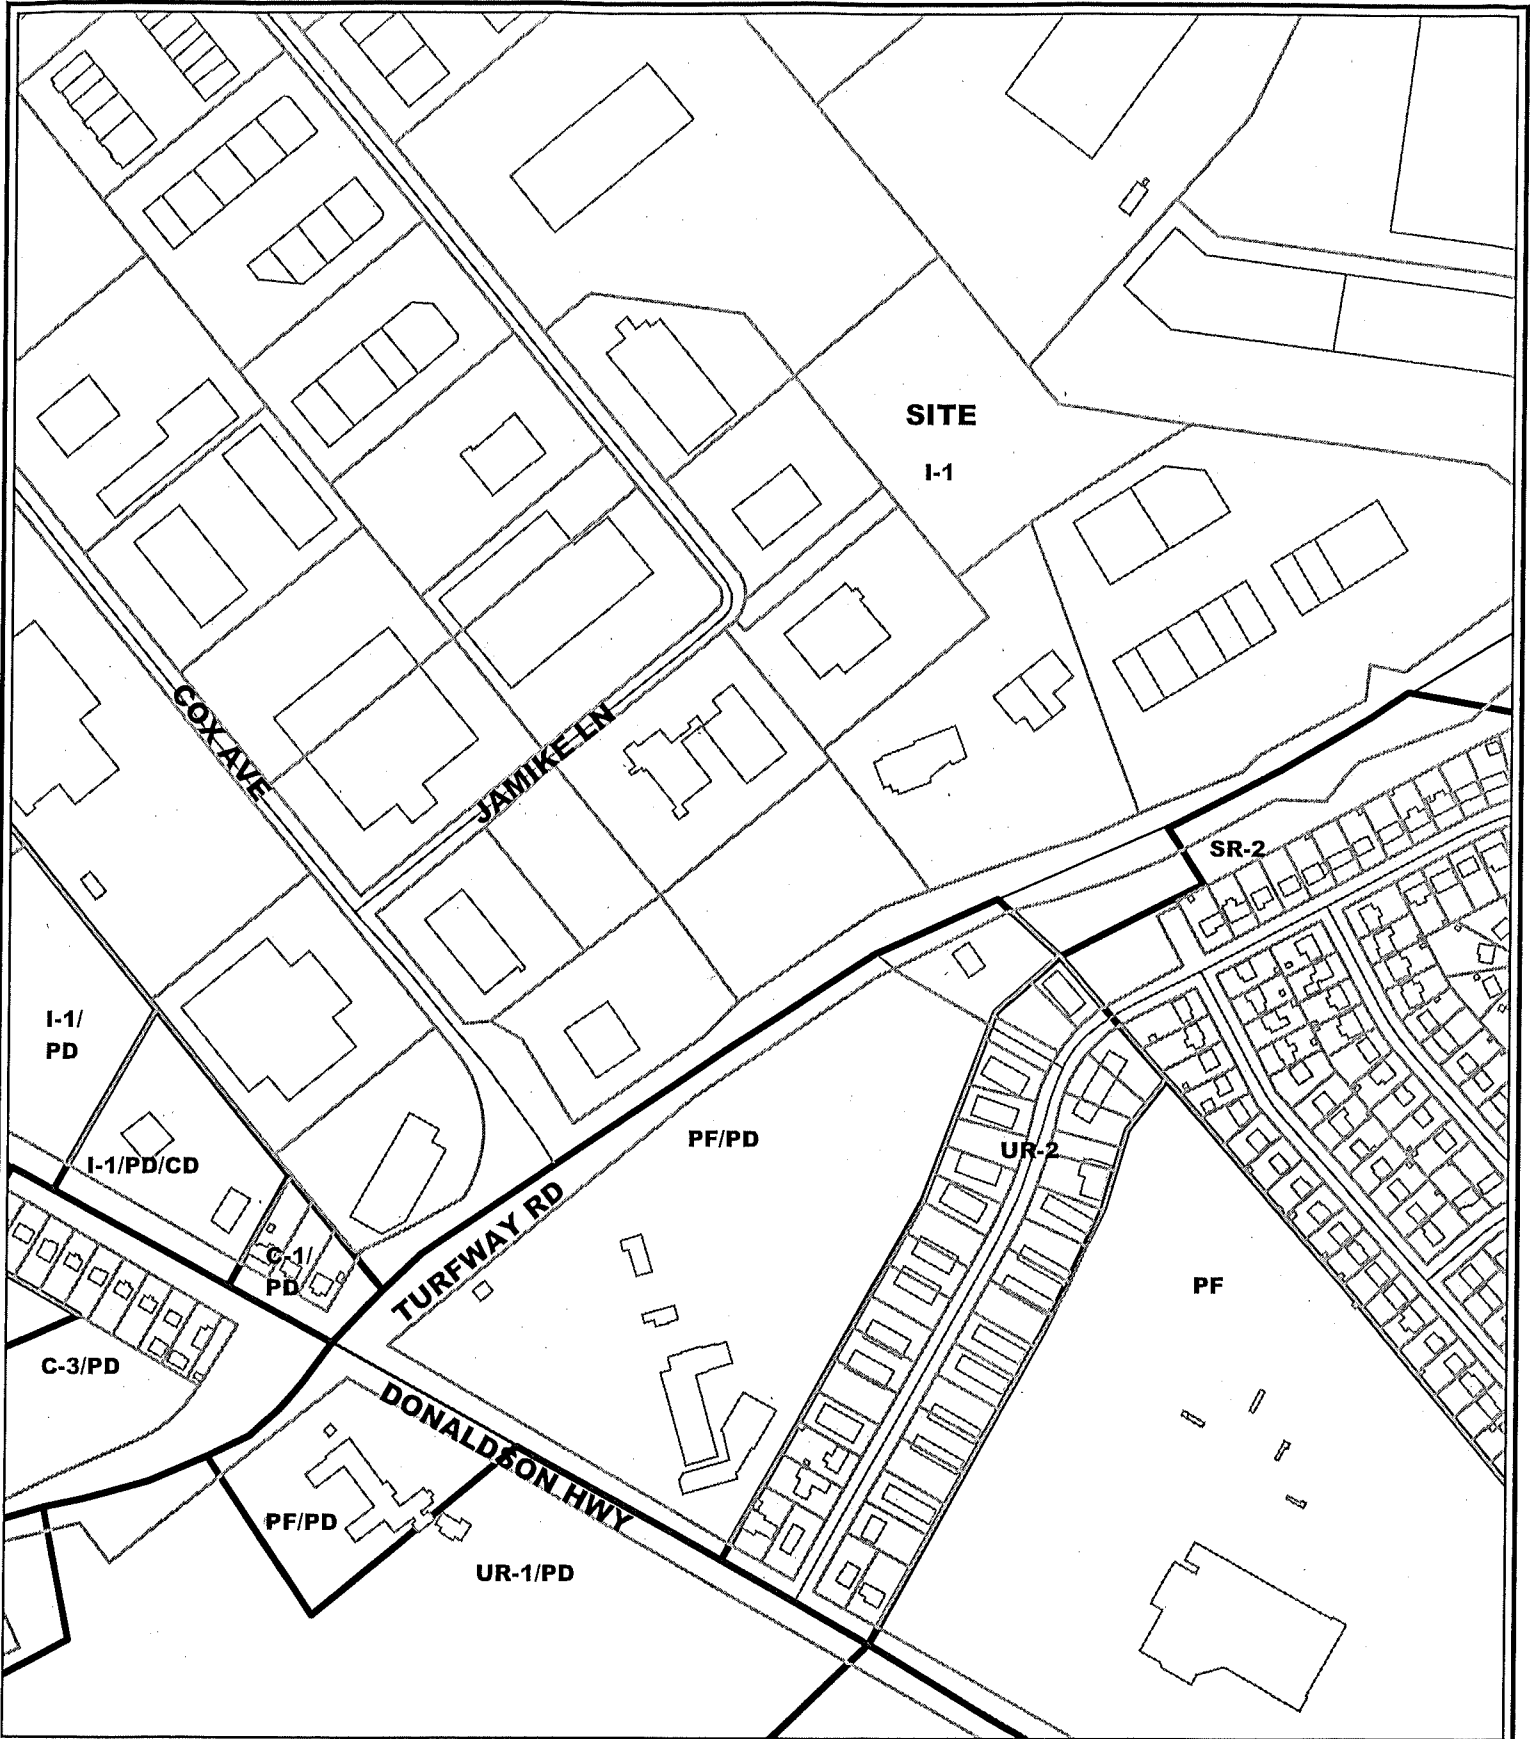 SITE
I-1
COX AVE
JAMIKE LN
SR-2
I-1/
PD
I-1/PD/CD
PF/PD
UR-2
C-1/
PD
TURFWAY RD
PF
C-3/PD
DONALDSON HWY
PF/PD
UR-1/PD